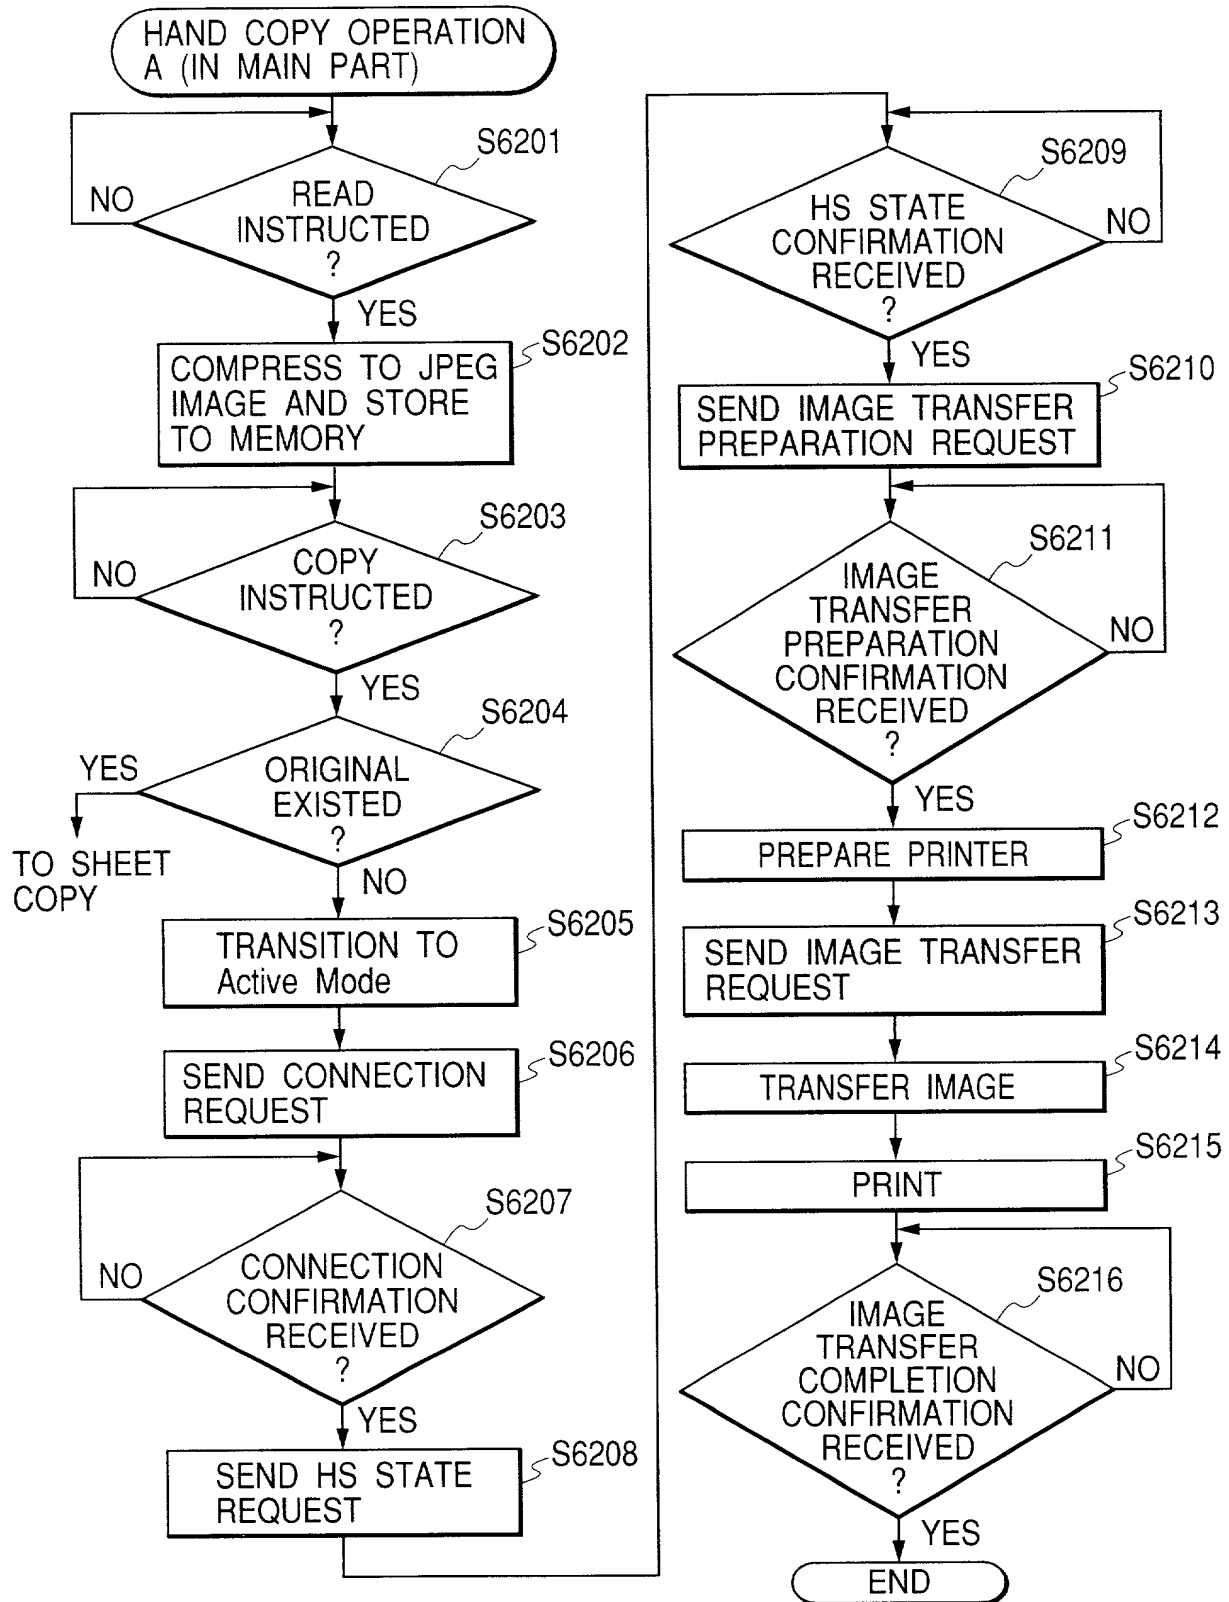 HAND COPY OPERATION
A (IN MAIN PART)
S6201
READ
INSTRUCTED
?
NO
YES
S6202
COMPRESS TO JPEG
IMAGE AND STORE
TO MEMORY
S6203
COPY
INSTRUCTED
?
NO
YES
S6204
ORIGINAL
EXISTED
?
YES
TO SHEET
COPY
NO
S6205
TRANSITION TO
Active Mode
S6206
SEND CONNECTION
REQUEST
S6207
CONNECTION
CONFIRMATION
RECEIVED
?
NO
YES
S6208
SEND HS STATE
REQUEST
S6209
HS STATE
CONFIRMATION
RECEIVED
?
NO
YES
S6210
SEND IMAGE TRANSFER
PREPARATION REQUEST
S6211
IMAGE
TRANSFER
PREPARATION
CONFIRMATION
RECEIVED
?
NO
YES
S6212
PREPARE PRINTER
S6213
SEND IMAGE TRANSFER
REQUEST
S6214
TRANSFER IMAGE
S6215
PRINT
S6216
IMAGE
TRANSFER
COMPLETION
CONFIRMATION
RECEIVED
?
NO
YES
END